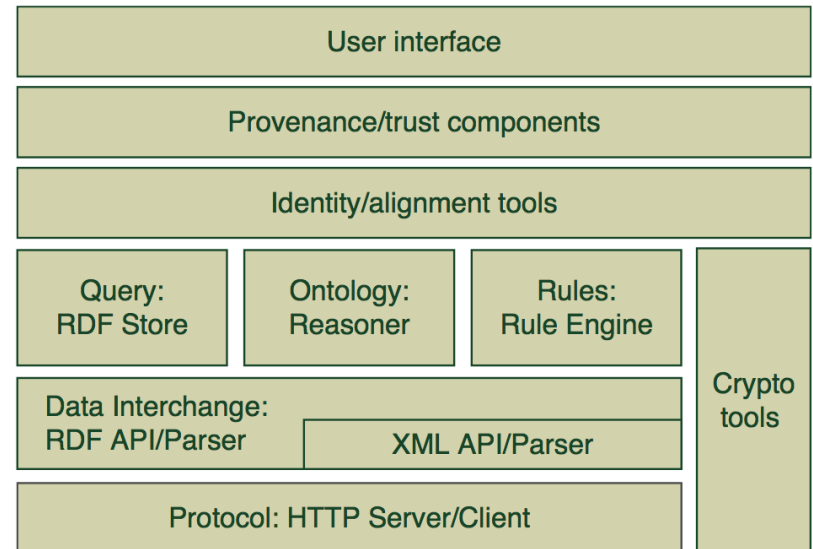 User interface
Provenance/trust components
Identity/alignment tools
Query:
RDF Store
Ontology:
Reasoner
Rules:
Rule Engine
Crypto
tools
Data Interchange:
RDF API/Parser
XML API/Parser
Protocol: HTTP Server/Client